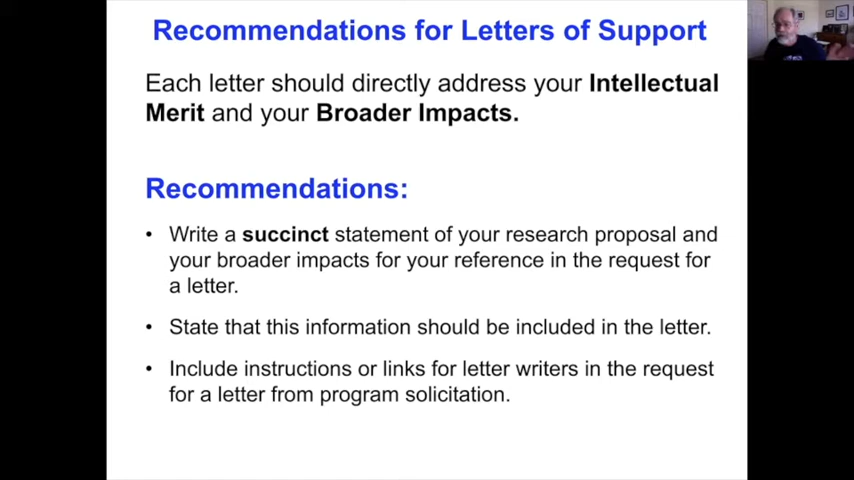 Recommendations for Letters of Support
Each letter should directly address your Intellectual
Merit and your Broader Impacts.
Recommendations:
• Write a succinct statement of your research proposal and
your broader impacts for your reference in the request for
a letter.
• State that this information should be included in the letter.
• Include instructions or links for letter writers in the request
for a letter from program solicitation.